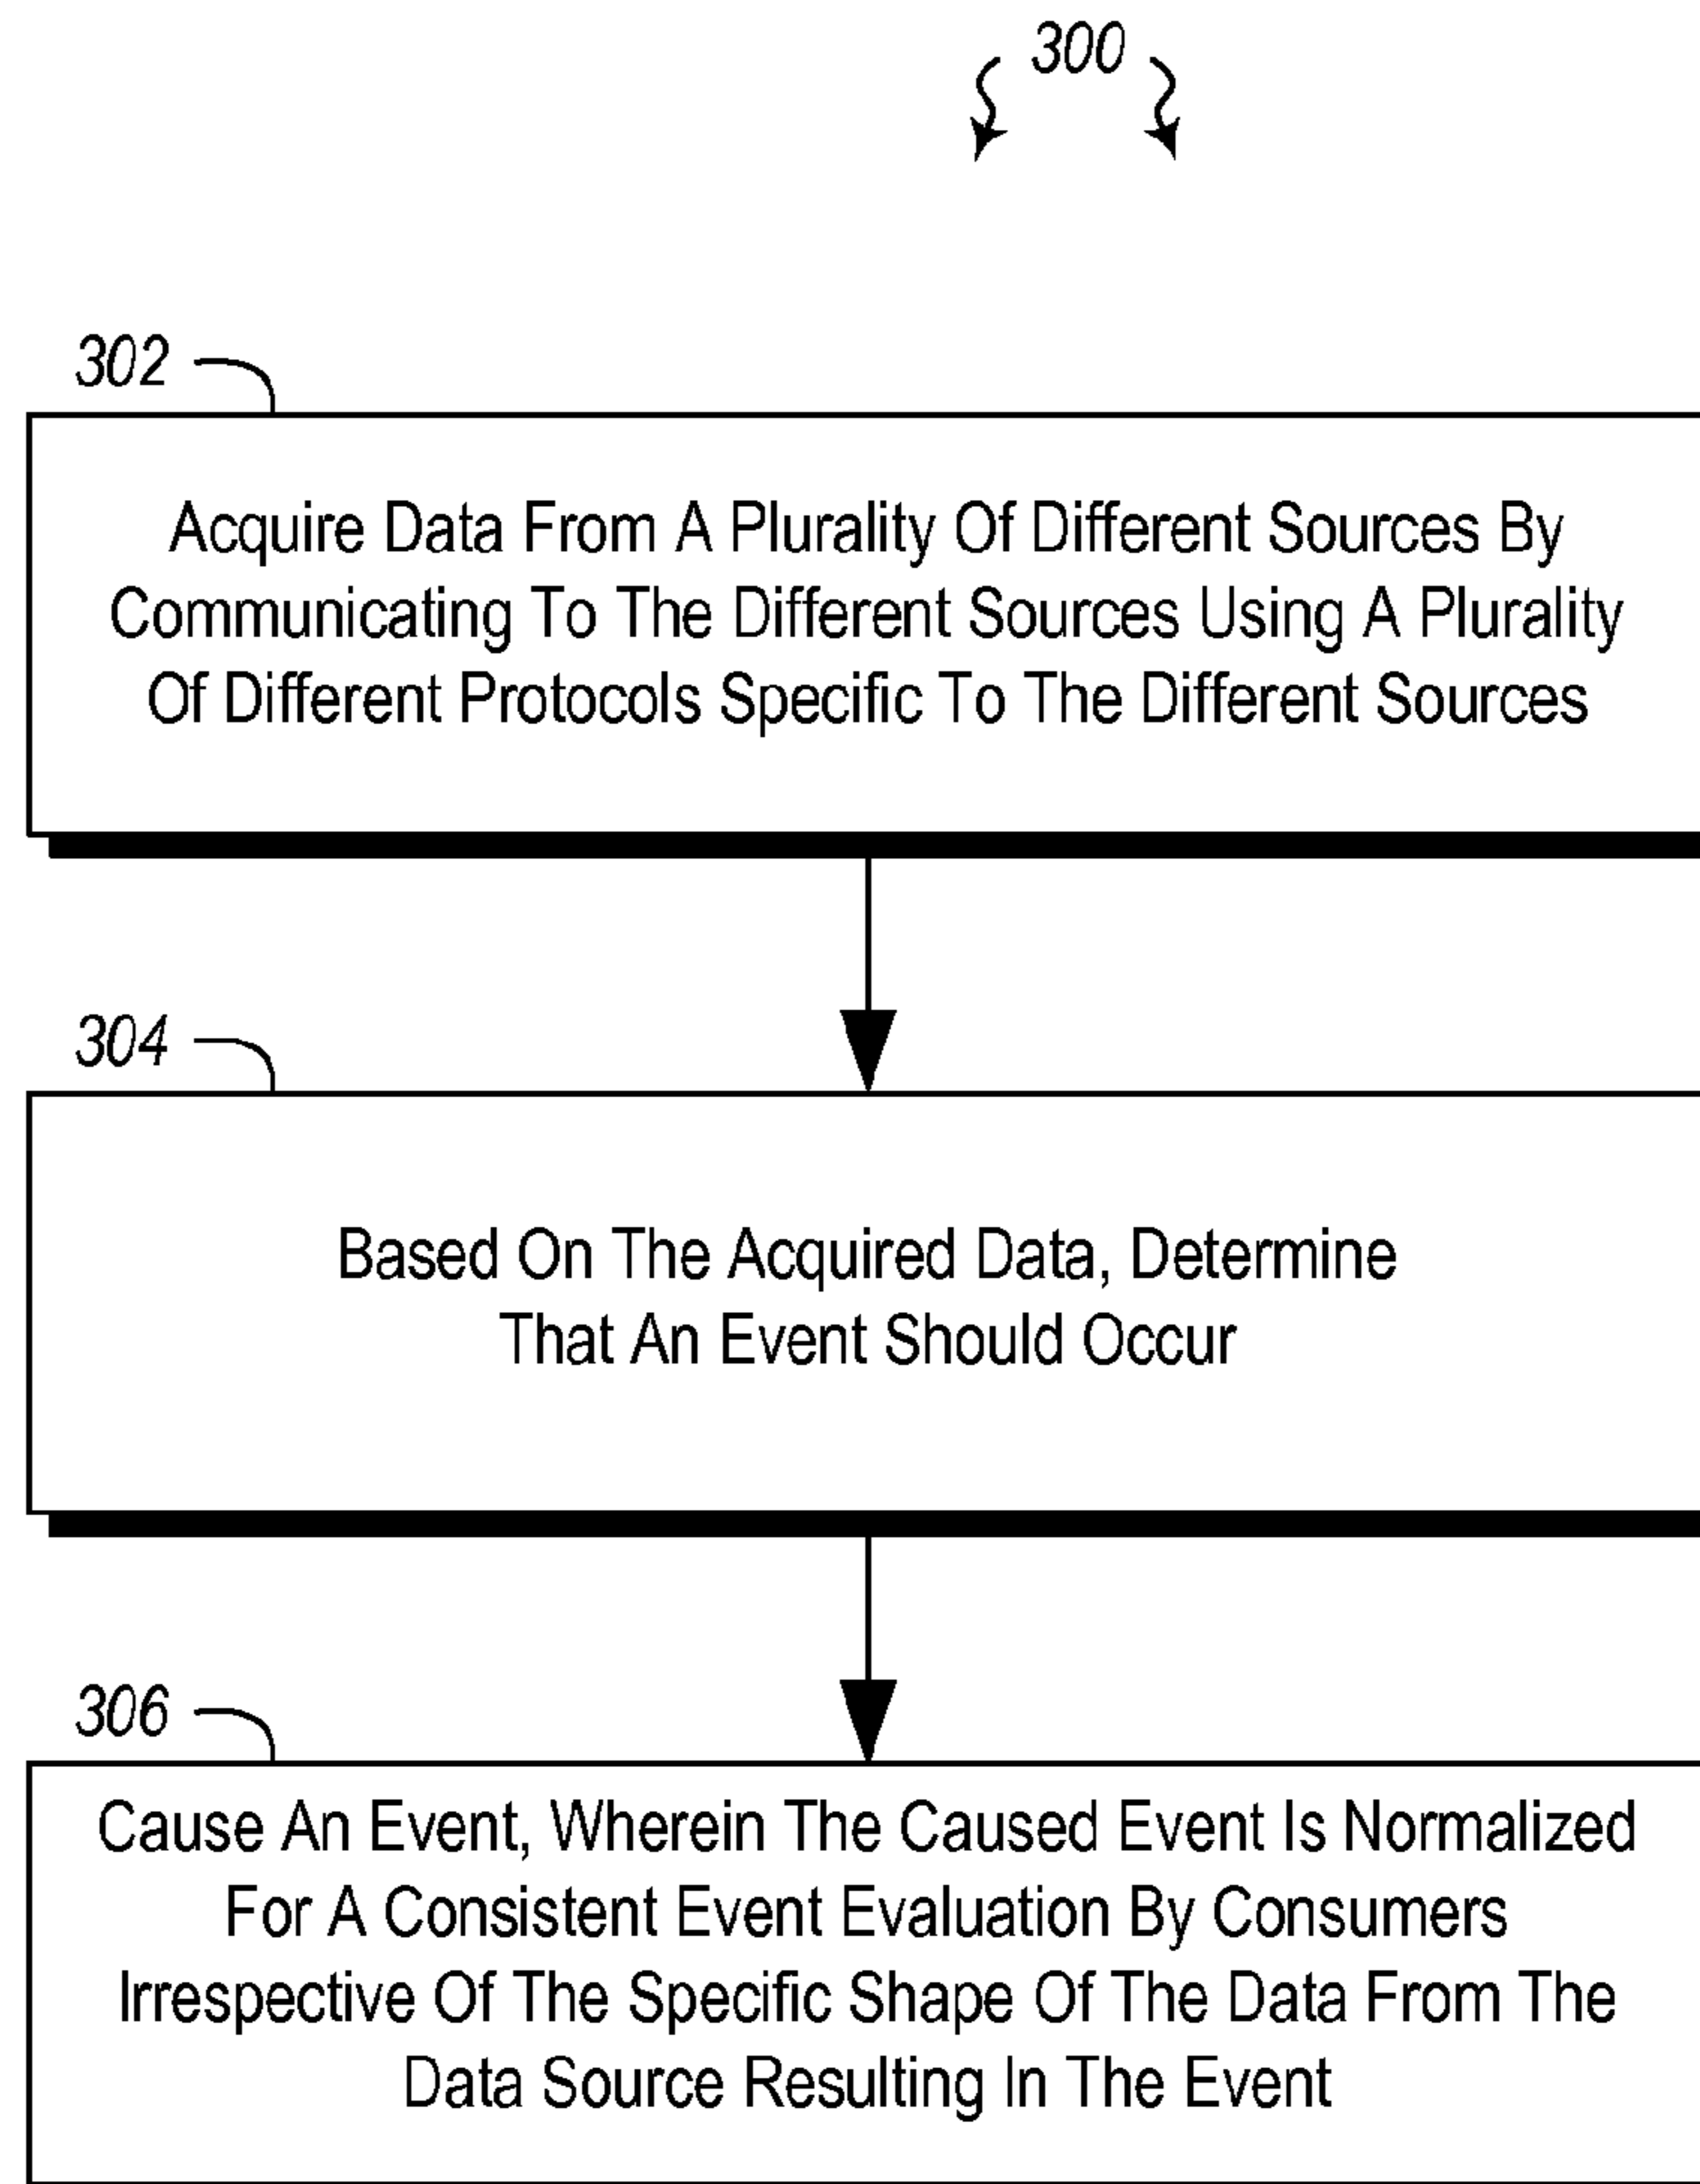 300
302
Acquire Data From A Plurality Of Different Sources By
Communicating To The Different Sources Using A Plurality
Of Different Protocols Specific To The Different Sources
304
Based On The Acquired Data, Determine
That An Event Should Occur
306
Cause An Event, Wherein The Caused Event Is Normalized
For A Consistent Event Evaluation By Consumers
Irrespective Of The Specific Shape Of The Data From The
Data Source Resulting In The Event